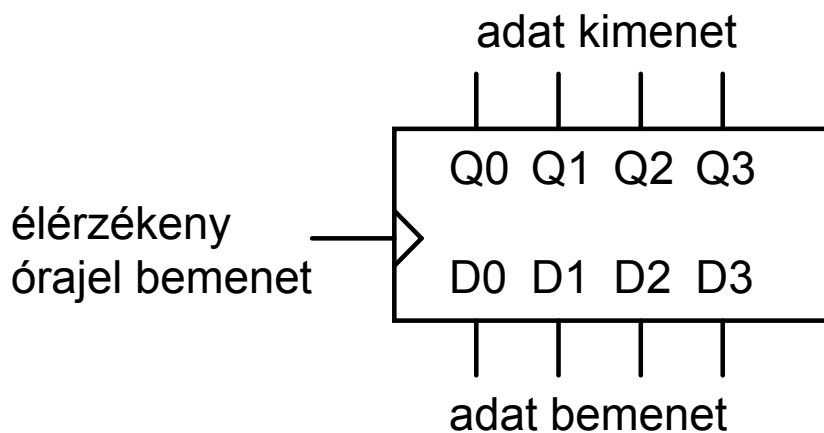 adat kimenet
Q0 Q1 Q2 Q3
élérzékeny
órajel bemenet
D0 D1 D2 D3
adat bemenet